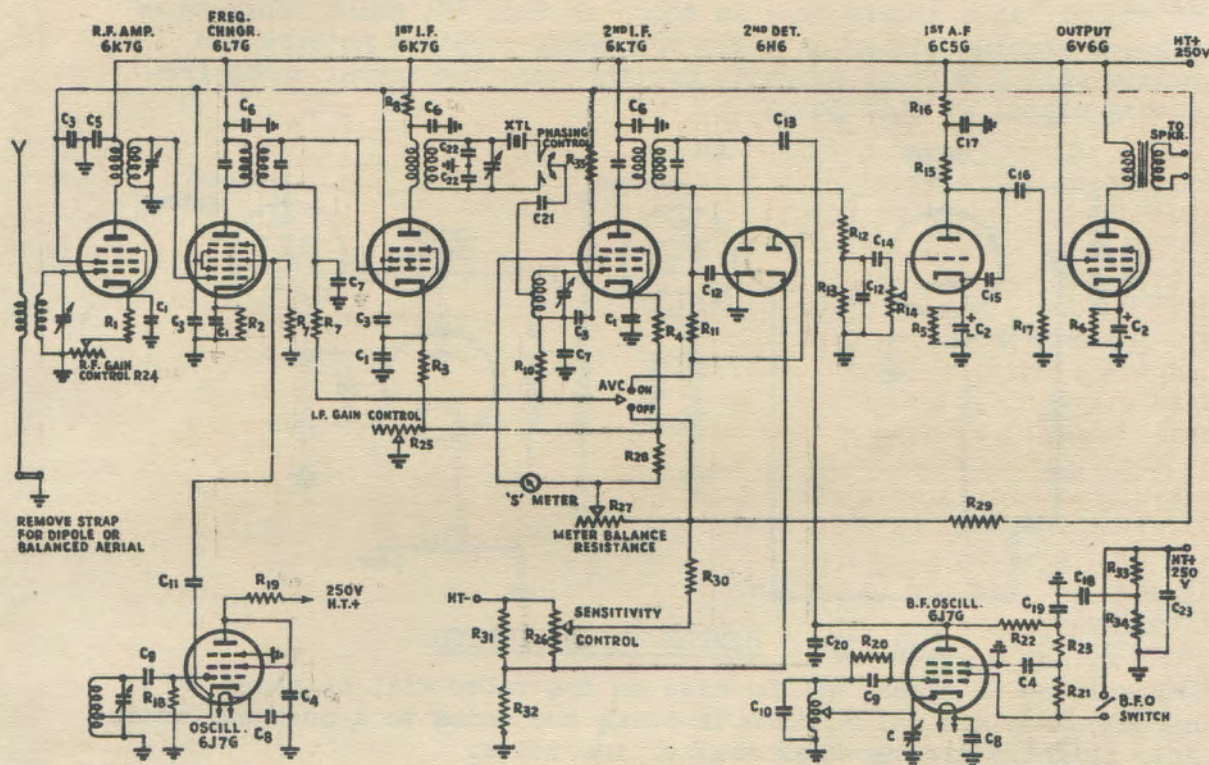 R.F. AMP.
6K7G
FREQ.
CHNGR.
6L7G
1ST I.F.
6K7G
2ND I.F.
6K7G
2ND DET.
6H6
1ST A.F
6C5G
OUTPUT
6V6G
HT+
250V
C3
C5
C6
R8
C6
XTL
PHASING
CONTROL
C22
C22
C21
C6
C13
R16
C17
R15
C16
TO
SPKR.
R1
C1
R.F. GAIN
CONTROL R24
C3
C1
R2
R7
R7
C7
C3
C1
R3
R10
C7
C1
R4
C12
R11
R12
C14
R13
C12
R14
R5
C2
C15
R17
R6
C2
AVC
ON
OFF
I.F. GAIN CONTROL
R25
R28
'S' METER
R27
METER BALANCE
RESISTANCE
R29
REMOVE STRAP
FOR DIPOLE OR
BALANCED AERIAL
C11
R19
250V
H.T.+
HT-
R31
R26
SENSITIVITY
CONTROL
R30
R32
C9
R18
OSCILL.
6J7G
C8
C4
B.F. OSCILL.
6J7G
C20
R20
C9
C10
C
C8
R22
C19
C18
R33
R34
C23
HT+
250
V
R23
C4
R21
B.F.O
SWITCH